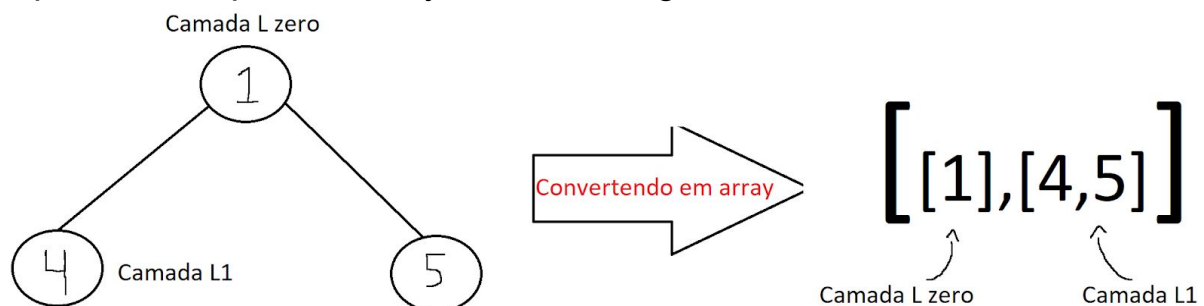 Camada L zero
1
Convertendo em array
[[1],[4,5]]
4
Camada L1
5
Camada L zero
Camada L1